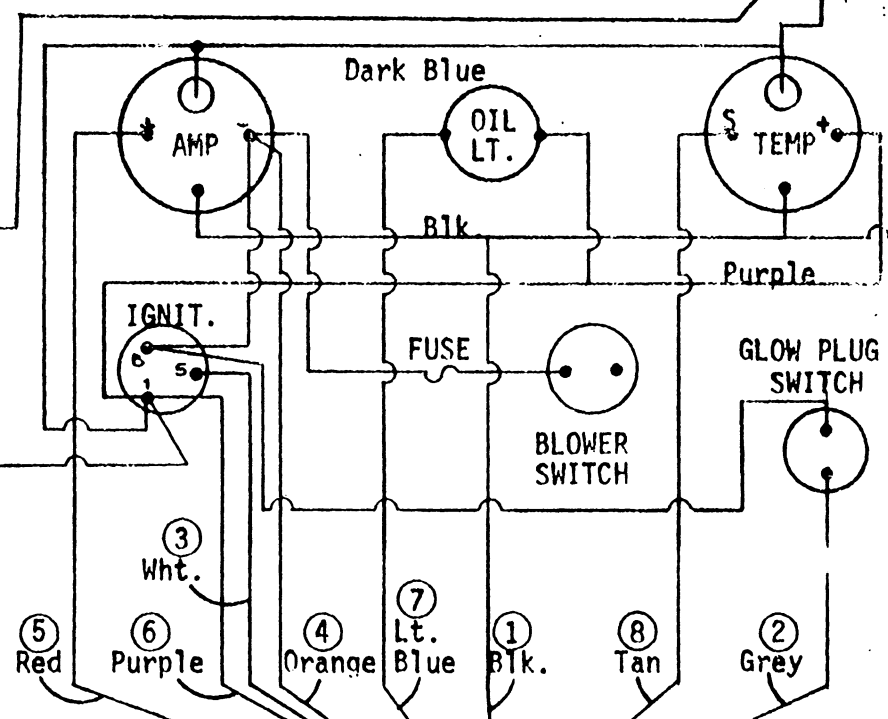 Dark Blue
OIL
LT.
+
-
AMP
S
TEMP
+
Blk.
Purple
IGNIT.
B
S
1
FUSE
GLOW PLUG
SWITCH
BLOWER
SWITCH
3
Wht.
5
Red
6
Purple
4
Orange
7
Lt.
Blue
1
Blk.
8
Tan
2
Grey